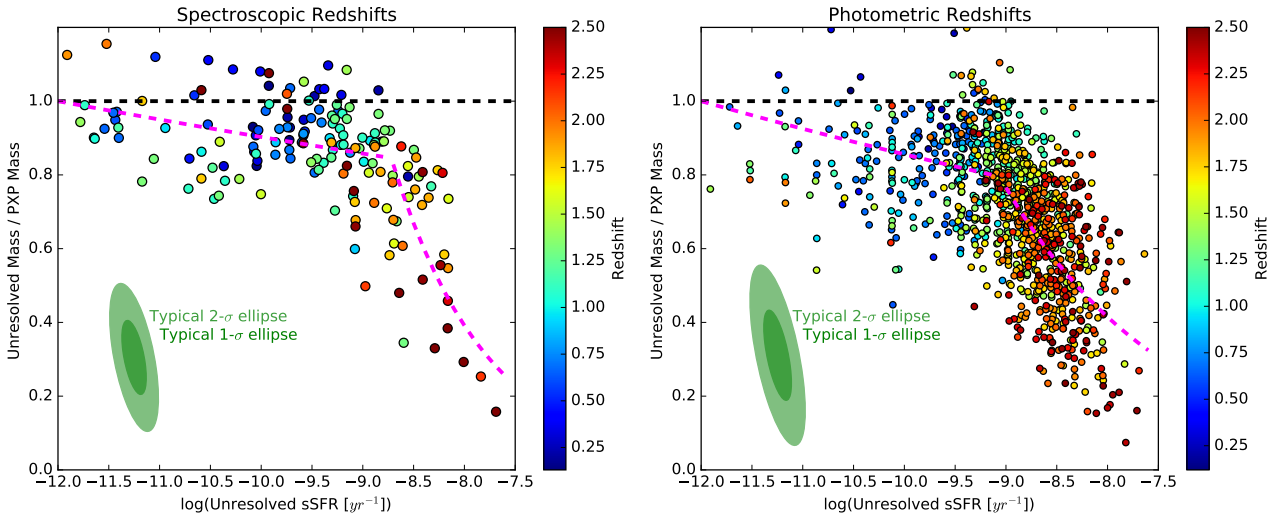 Spectroscopic Redshifts
Unresolved Mass / PXP Mass
1.0
0.8
0.6
0.4
0.2
0.0
Typical 2-σ ellipse
Typical 1-σ ellipse
−12.0 −11.5 −11.0 −10.5 −10.0 −9.5 −9.0 −8.5 −8.0 −7.5
log(Unresolved sSFR [yr⁻¹])
2.50
2.25
2.00
1.75
1.50
1.25
1.00
0.75
0.50
0.25
Redshift
Photometric Redshifts
Unresolved Mass / PXP Mass
1.0
0.8
0.6
0.4
0.2
0.0
Typical 2-σ ellipse
Typical 1-σ ellipse
−12.0 −11.5 −11.0 −10.5 −10.0 −9.5 −9.0 −8.5 −8.0 −7.5
log(Unresolved sSFR [yr⁻¹])
2.50
2.25
2.00
1.75
1.50
1.25
1.00
0.75
0.50
0.25
Redshift